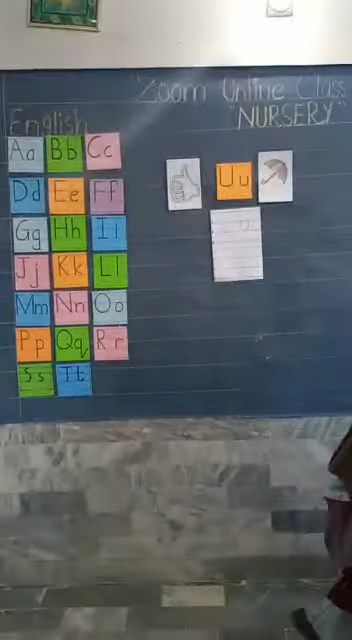 "Zoom Online Class
"NURSERY"
English
Aa Bb Cc
Dd Ee Ff
Gg Hh Ii
Jj Kk Ll
Mm Nn Oo
Pp Qq Rr
Ss Tt
Uu